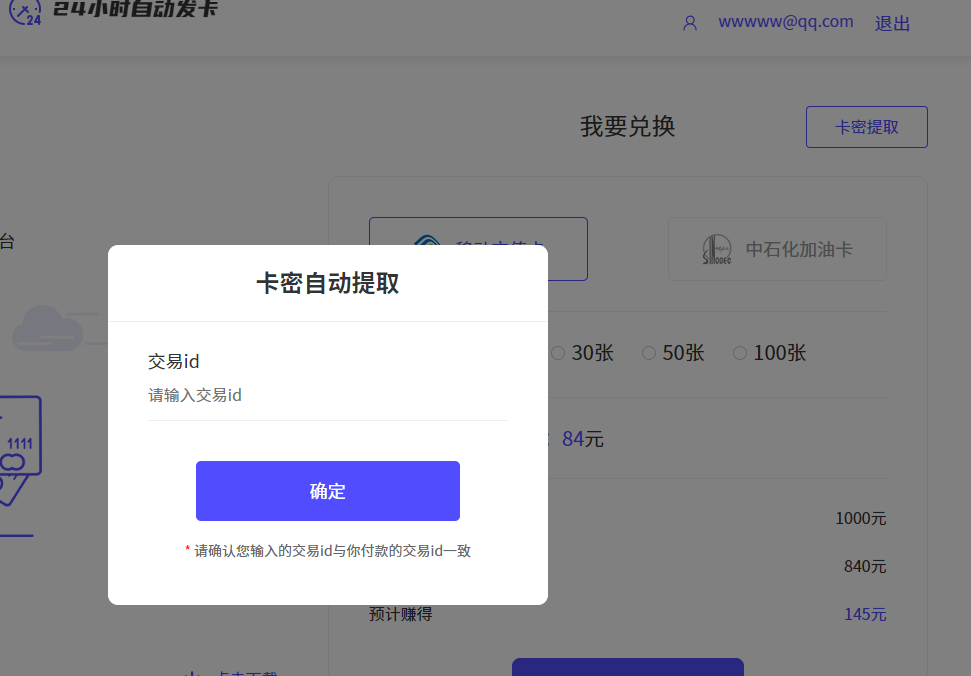 24小时自动发卡
24
wwwww@qq.com
退出
我要兑换
卡密提取
台
中石化加油卡
SINOPEC
卡密自动提取
30张
50张
100张
交易id
请输入交易id
84元
1111
确定
1000元
* 请确认您输入的交易id与你付款的交易id一致
840元
预计赚得
145元